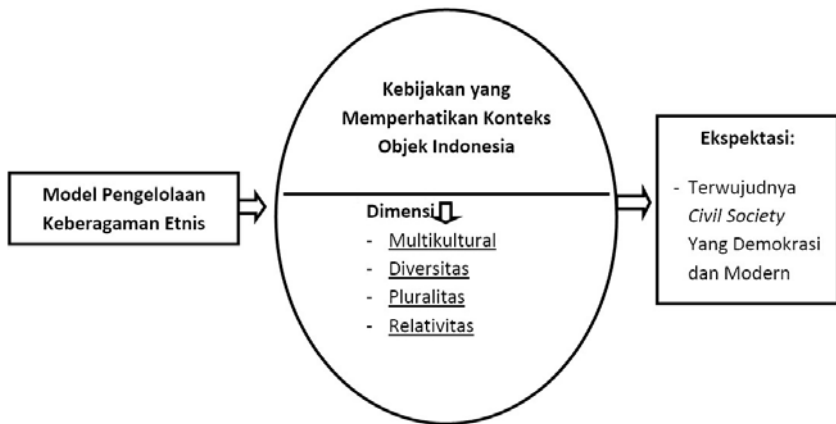 Model Pengelolaan
Keberagaman Etnis
Kebijakan yang
Memperhatikan Konteks
Objek Indonesia
Dimensi
- Multikultural
- Diversitas
- Pluralitas
- Relativitas
Ekspektasi:
- Terwujudnya
Civil Society
Yang Demokrasi
dan Modern